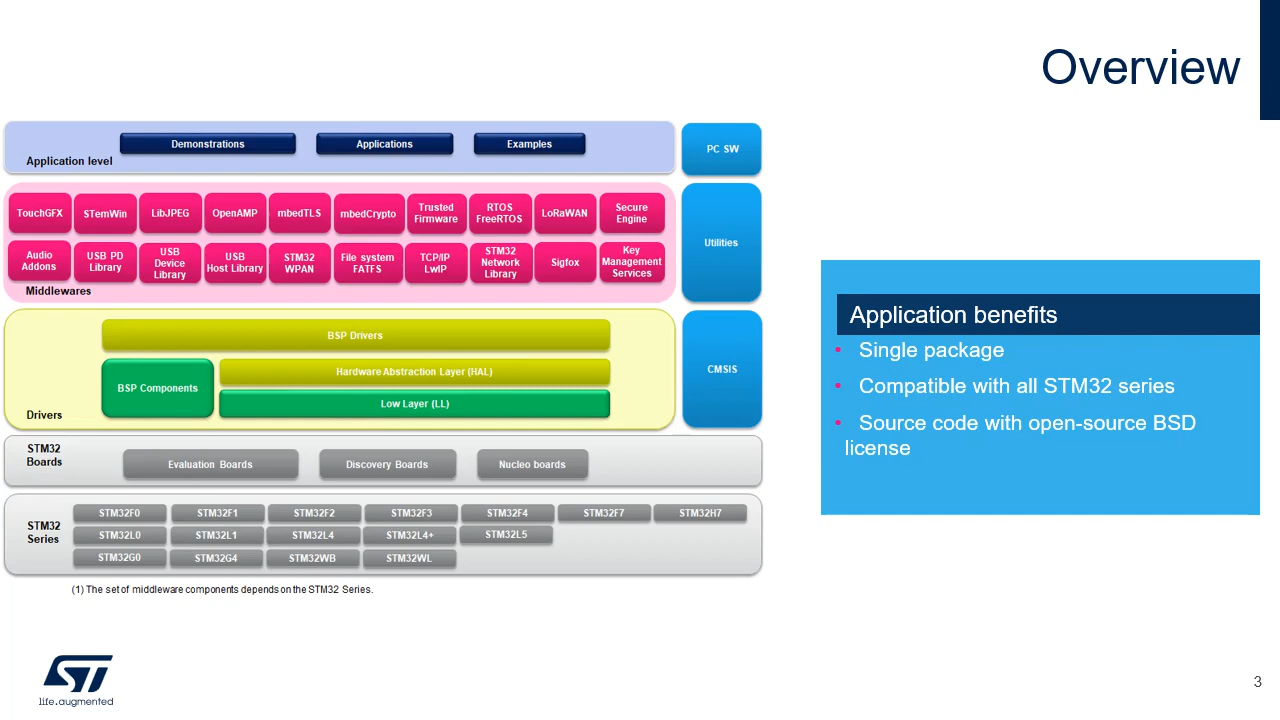 Overview
Demonstrations
Applications
Examples
Application level
PC SW
TouchGFX
STemWin
LibJPEG
OpenAMP
mbedTLS
mbedCrypto
Trusted
Firmware
RTOS
FreeRTOS
LoRaWAN
Secure
Engine
Audio
Addons
USB PD
Library
USB
Device
Library
USB
Host Library
STM32
WPAN
File system
FATFS
TCP/IP
LwIP
STM32
Network
Library
Sigfox
Key
Management
Services
Middlewares
Utilities
BSP Drivers
BSP Components
Hardware Abstraction Layer (HAL)
Low Layer (LL)
Drivers
CMSIS
STM32
Boards
Evaluation Boards
Discovery Boards
Nucleo boards
STM32
Series
STM32F0
STM32F1
STM32F2
STM32F3
STM32F4
STM32F7
STM32H7
STM32L0
STM32L1
STM32L4
STM32L4+
STM32L5
STM32G0
STM32G4
STM32WB
STM32WL
(1) The set of middleware components depends on the STM32 Series.
Application benefits
• Single package
• Compatible with all STM32 series
• Source code with open-source BSD
license
ST
life.augmented
3